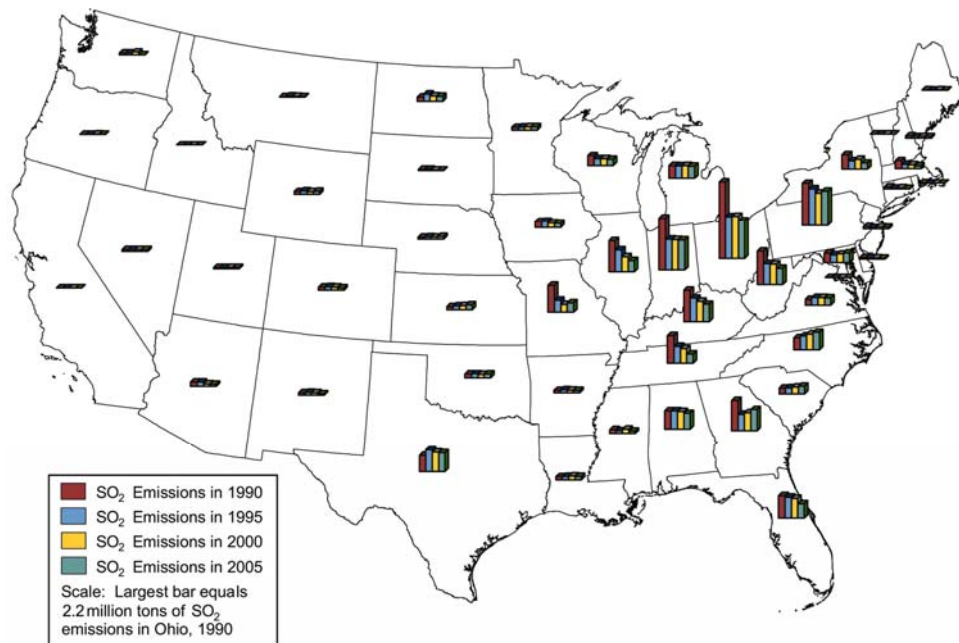 SO₂ Emissions in 1990
SO₂ Emissions in 1995
SO₂ Emissions in 2000
SO₂ Emissions in 2005
Scale: Largest bar equals
2.2 million tons of SO₂
emissions in Ohio, 1990